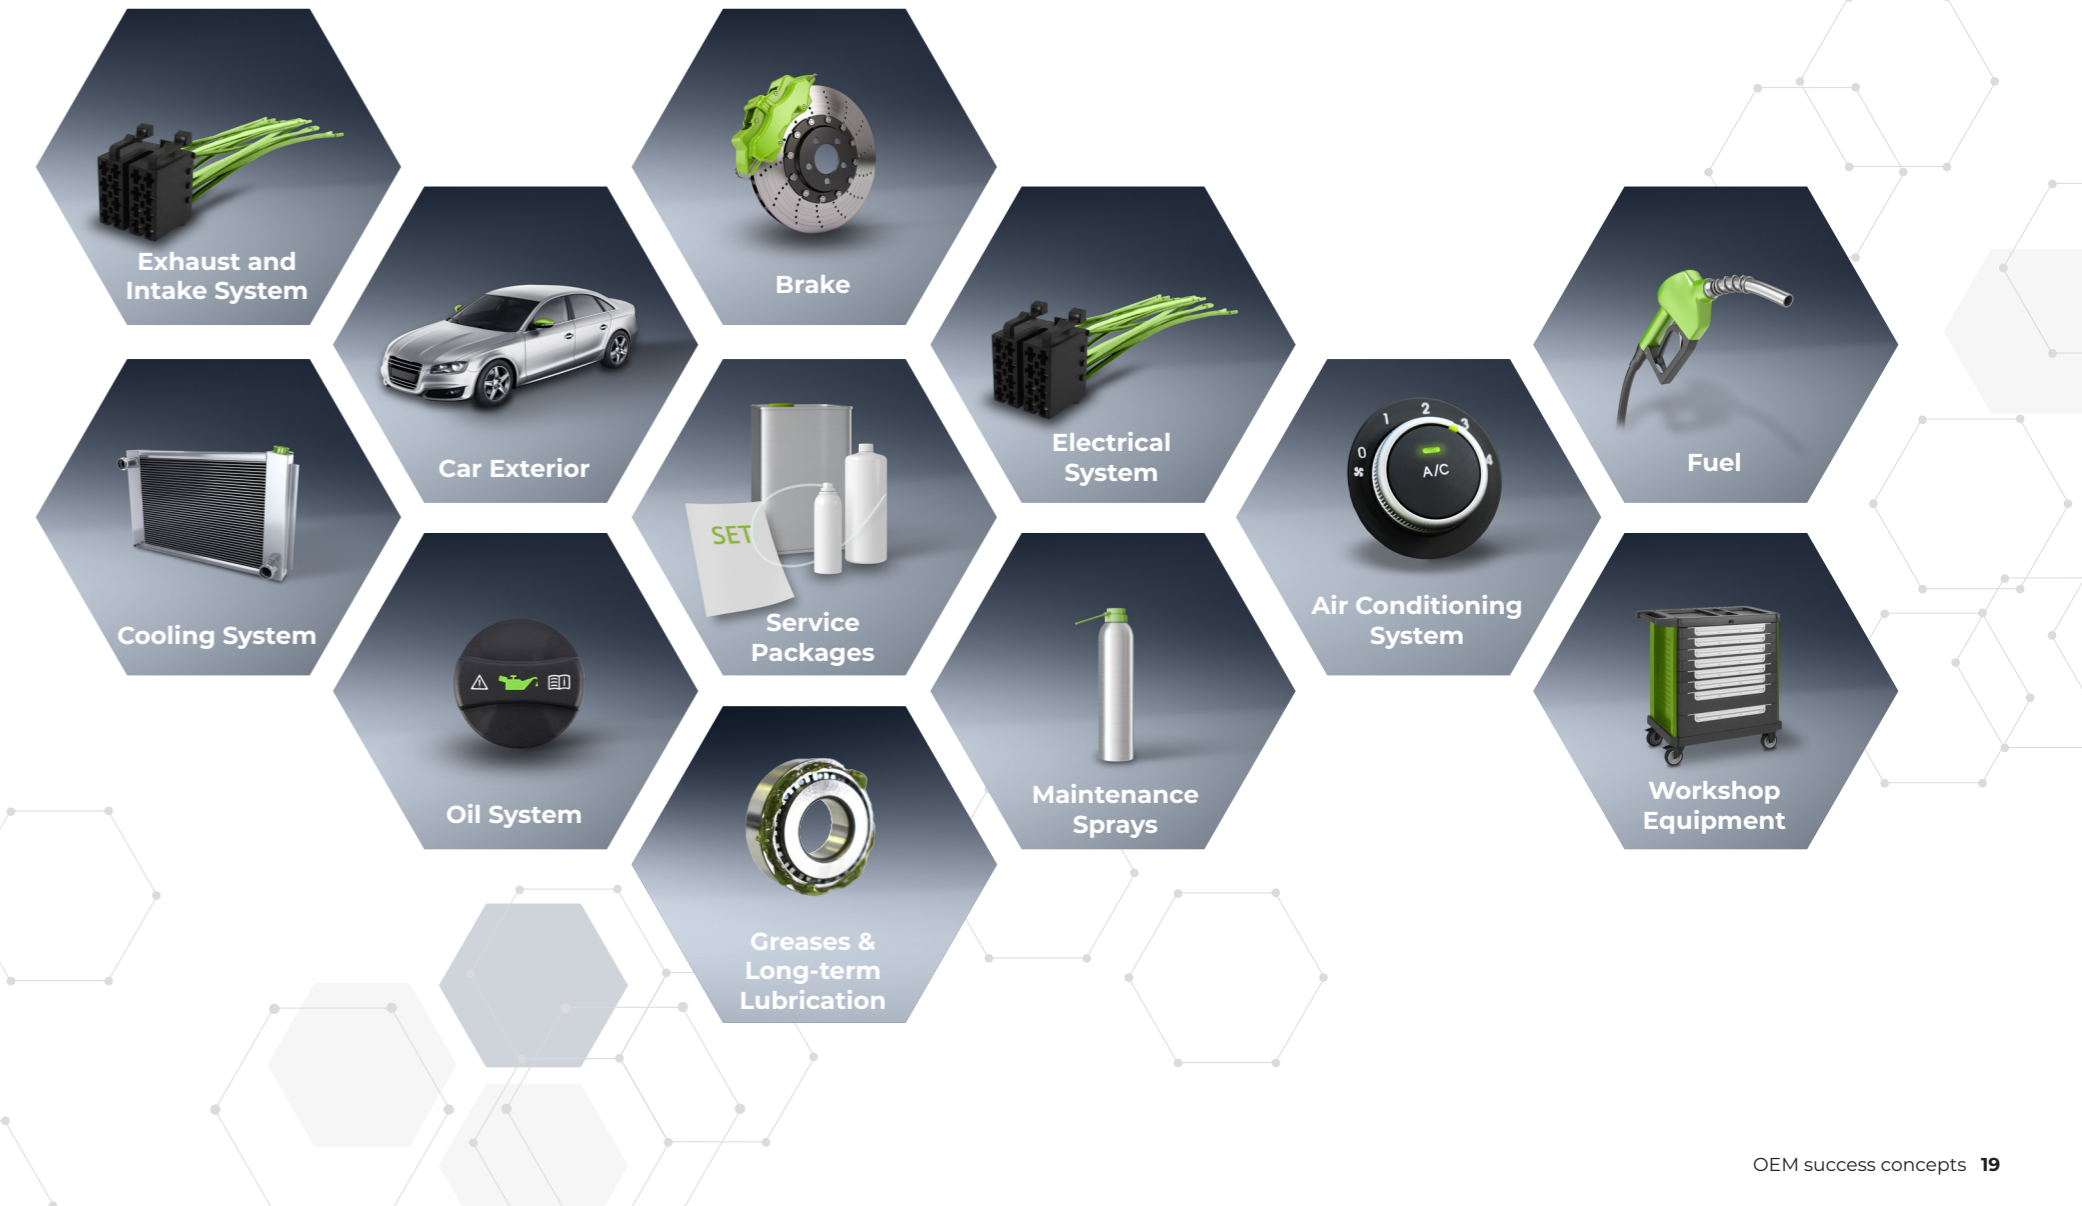 Exhaust and
Intake System
Brake
Car Exterior
Electrical
System
Fuel
Cooling System
SET
Service
Packages
0
1
2
3
4
A/C
Air Conditioning
System
Oil System
Maintenance
Sprays
Workshop
Equipment
Greases &
Long-term
Lubrication
OEM success concepts 19